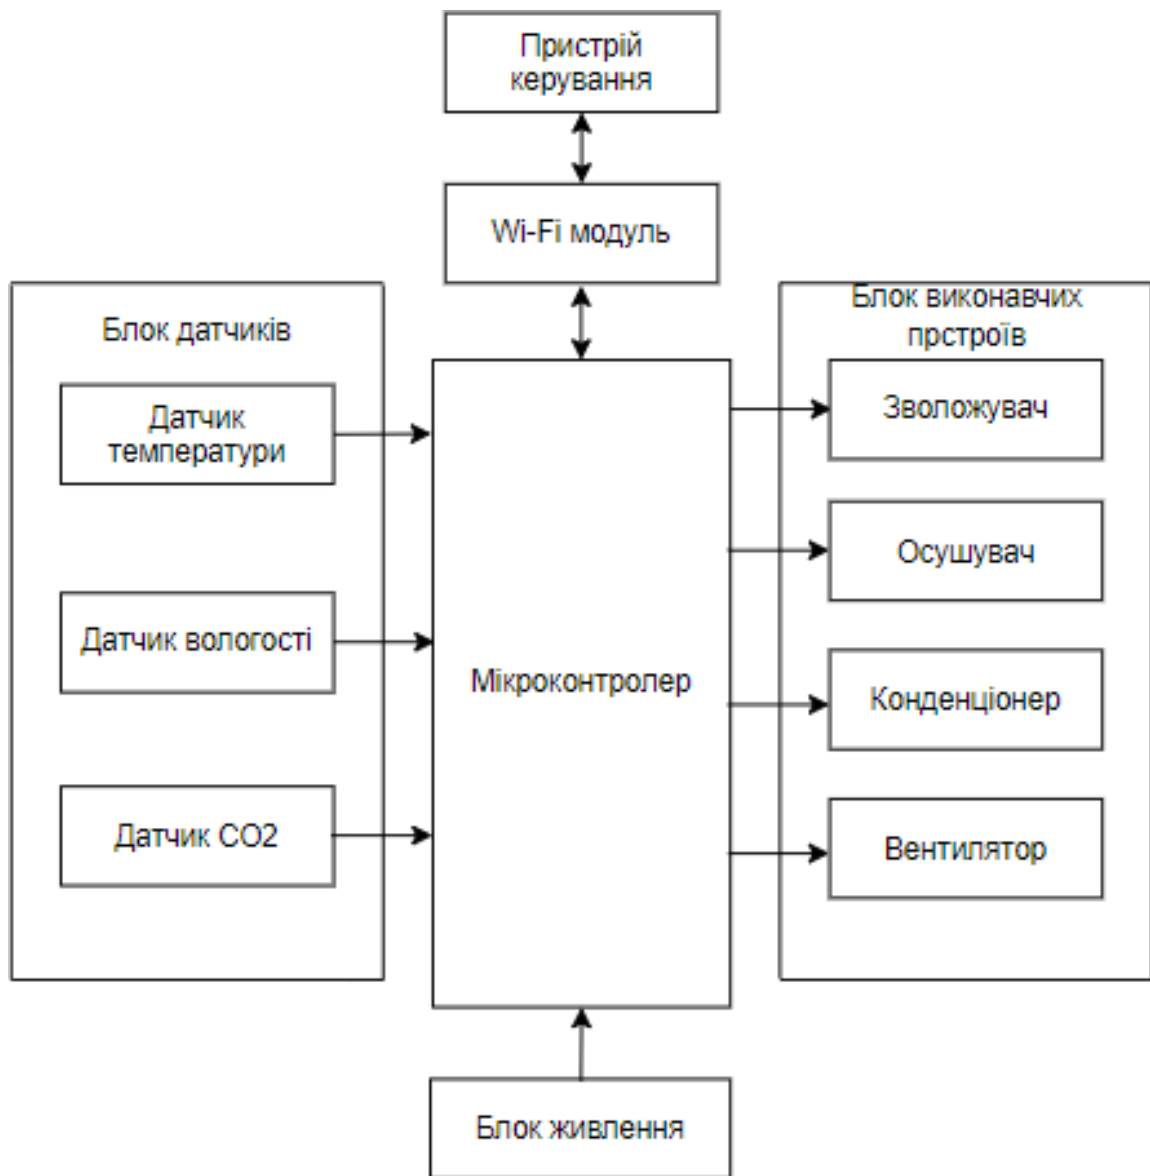 Пристрій
керування
Wi-Fi модуль
Блок датчиків
Датчик
температури
Датчик вологості
Датчик CO2
Мікроконтролер
Блок виконавчих
прстроїв
Зволожувач
Осушувач
Конденціонер
Вентилятор
Блок живлення